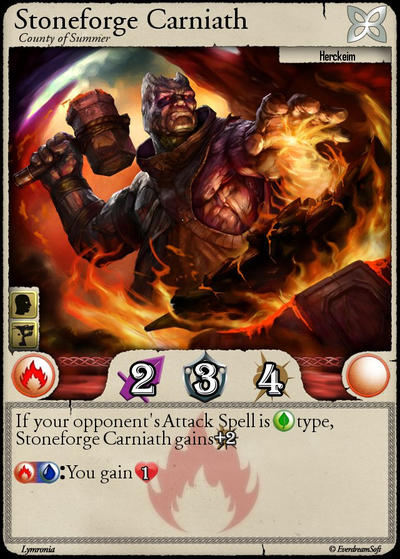 Stoneforge Carniath
County of Summer
Herckeim
2 3 4
If your opponent's Attack Spell is type,
Stoneforge Carniath gains +2
:You gain 1
Lymronia © EverdreamSoft